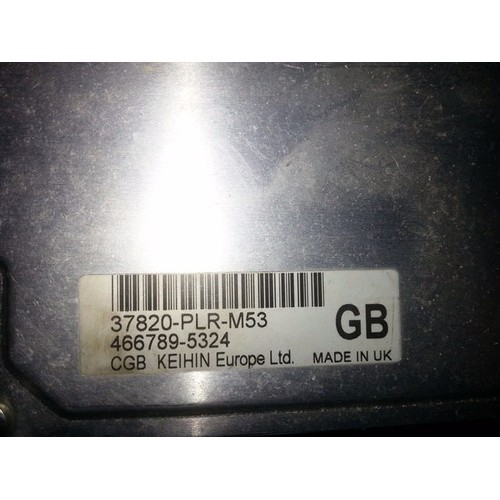 37820-PLR-M53
466789-5324
GB
CGB KEIHIN Europe Ltd. MADE IN UK